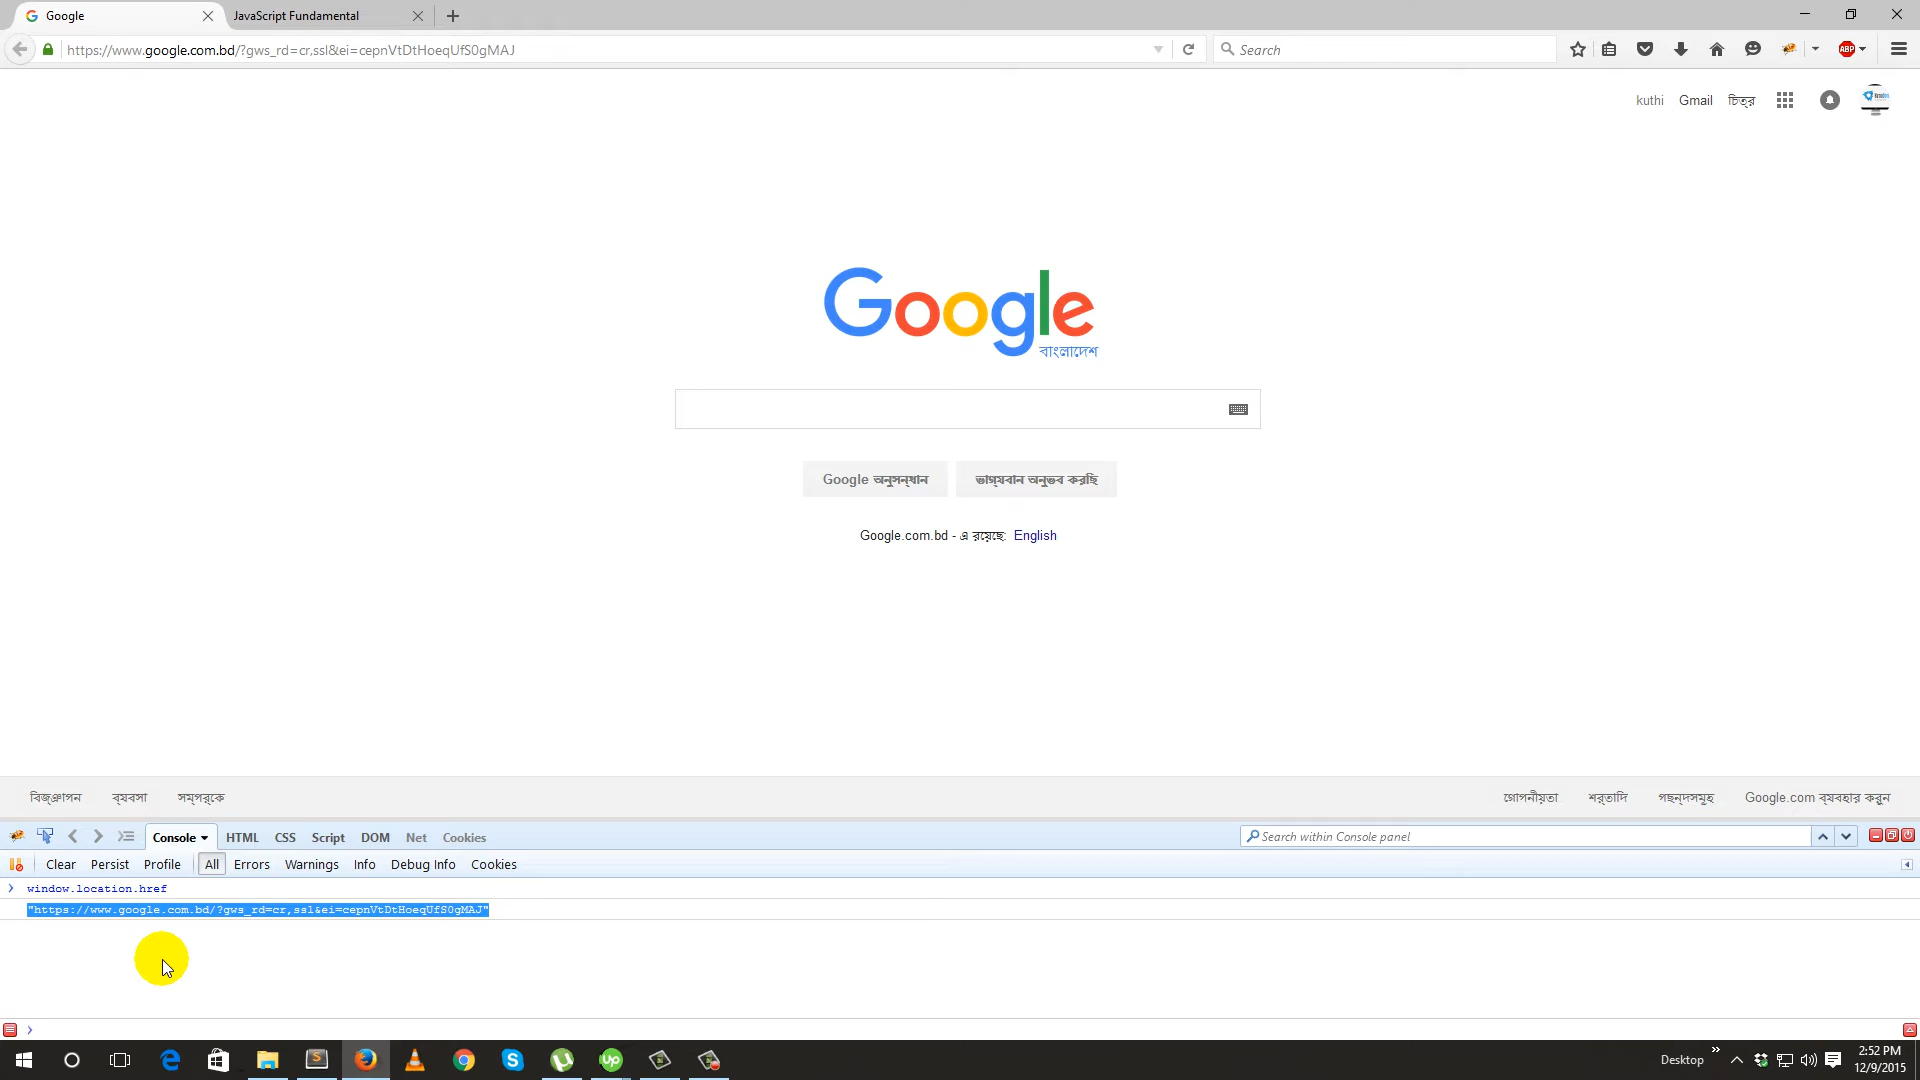 Google
JavaScript Fundamental
https://www.google.com.bd/?gws_rd=cr,ssl&ei=cepnVtDtHoeqUfS0gMAJ
Search
ABP
kuthi Gmail চিত্র
Google
বাংলাদেশ
Google অনুসন্ধান ভাগ্যবান অনুভব করছি
Google.com.bd - এ রয়েছে: English
বিজ্ঞাপন ব্যবসা সম্পর্কে গোপনীয়তা শর্তাদি পছন্দসমূহ Google.com ব্যবহার করুন
Console HTML CSS Script DOM Net Cookies Search within Console panel
Clear Persist Profile All Errors Warnings Info Debug Info Cookies
window.location.href
"https://www.google.com.bd/?gws_rd=cr,ssl&ei=cepnVtDtHoeqUfS0gMAJ"
Desktop
2:52 PM
12/9/2015